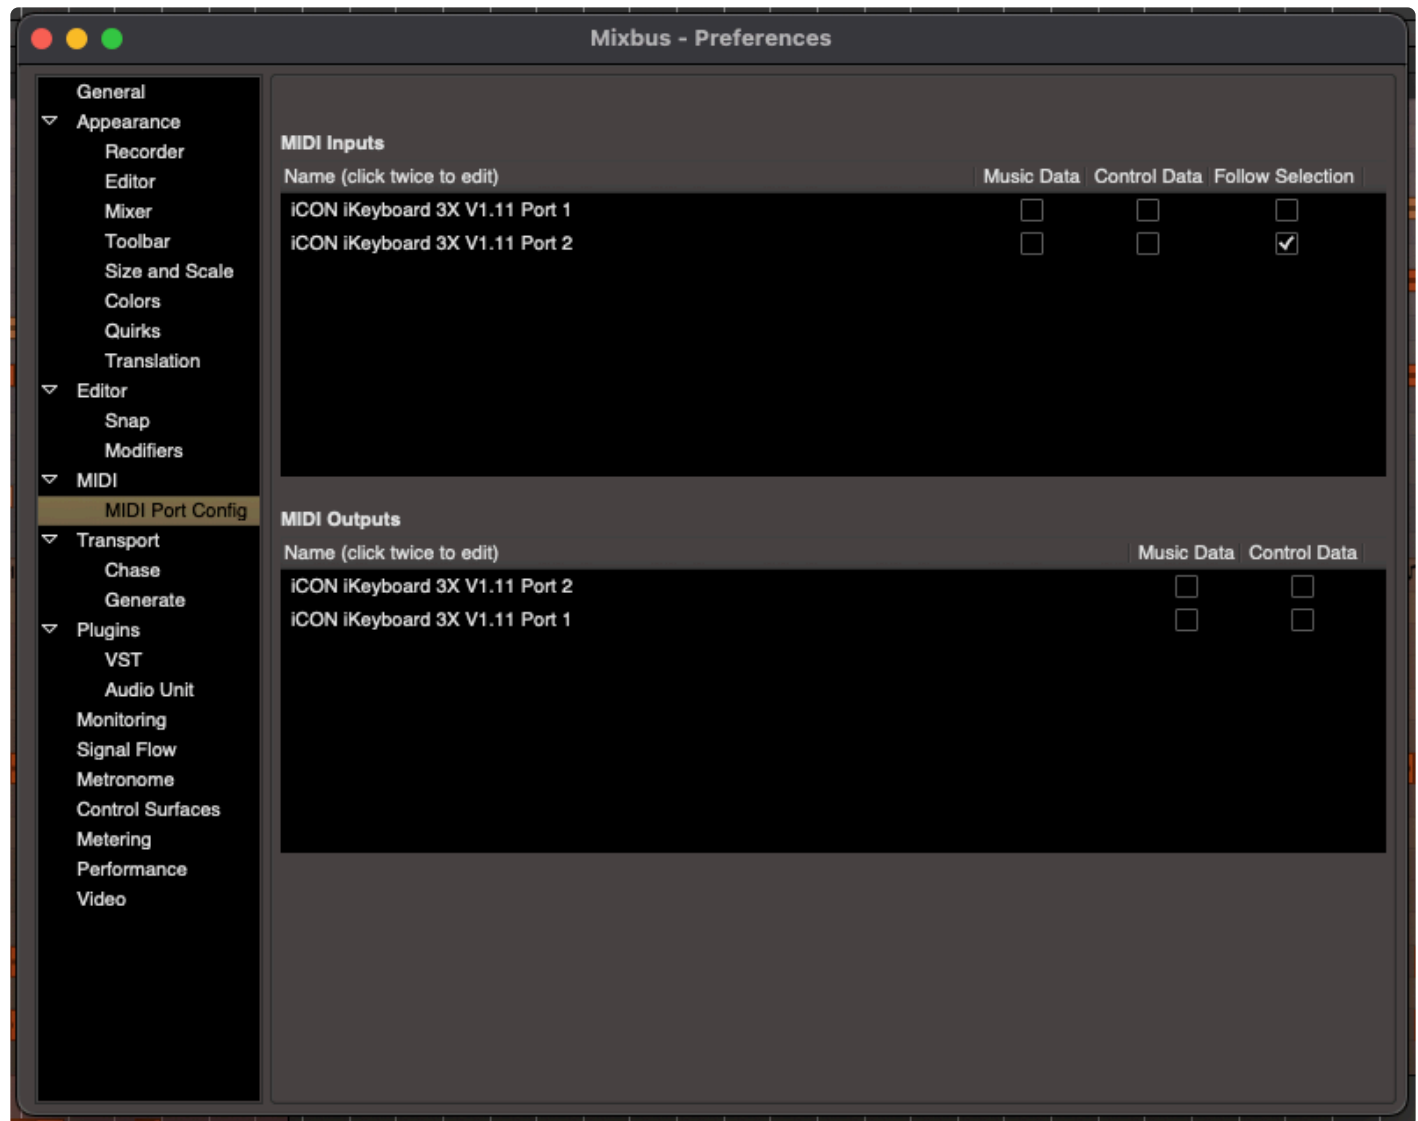 Mixbus - Preferences
General
Appearance
Recorder
Editor
Mixer
Toolbar
Size and Scale
Colors
Quirks
Translation
Editor
Snap
Modifiers
MIDI
MIDI Port Config
Transport
Chase
Generate
Plugins
VST
Audio Unit
Monitoring
Signal Flow
Metronome
Control Surfaces
Metering
Performance
Video
MIDI Inputs
Name (click twice to edit) Music Data Control Data Follow Selection
iCON iKeyboard 3X V1.11 Port 1
iCON iKeyboard 3X V1.11 Port 2
MIDI Outputs
Name (click twice to edit) Music Data Control Data
iCON iKeyboard 3X V1.11 Port 2
iCON iKeyboard 3X V1.11 Port 1